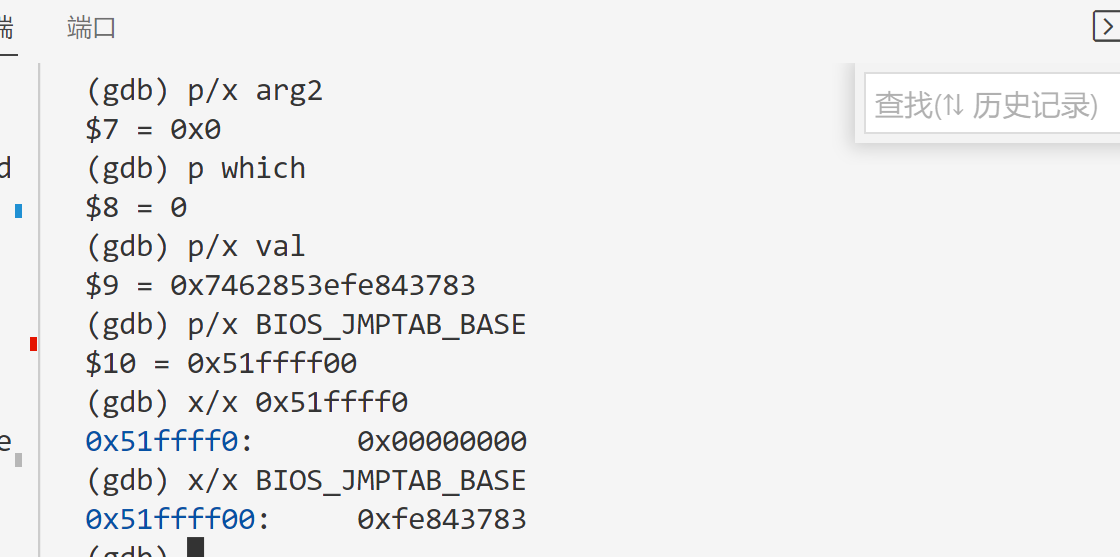 端 端口
查找(⇅ 历史记录)
(gdb) p/x arg2
$7 = 0x0
(gdb) p which
$8 = 0
(gdb) p/x val
$9 = 0x7462853efe843783
(gdb) p/x BIOS_JMPTAB_BASE
$10 = 0x51ffff00
(gdb) x/x 0x51ffff0
0x51ffff0: 0x00000000
(gdb) x/x BIOS_JMPTAB_BASE
0x51ffff00: 0xfe843783
(gdb)
d
e